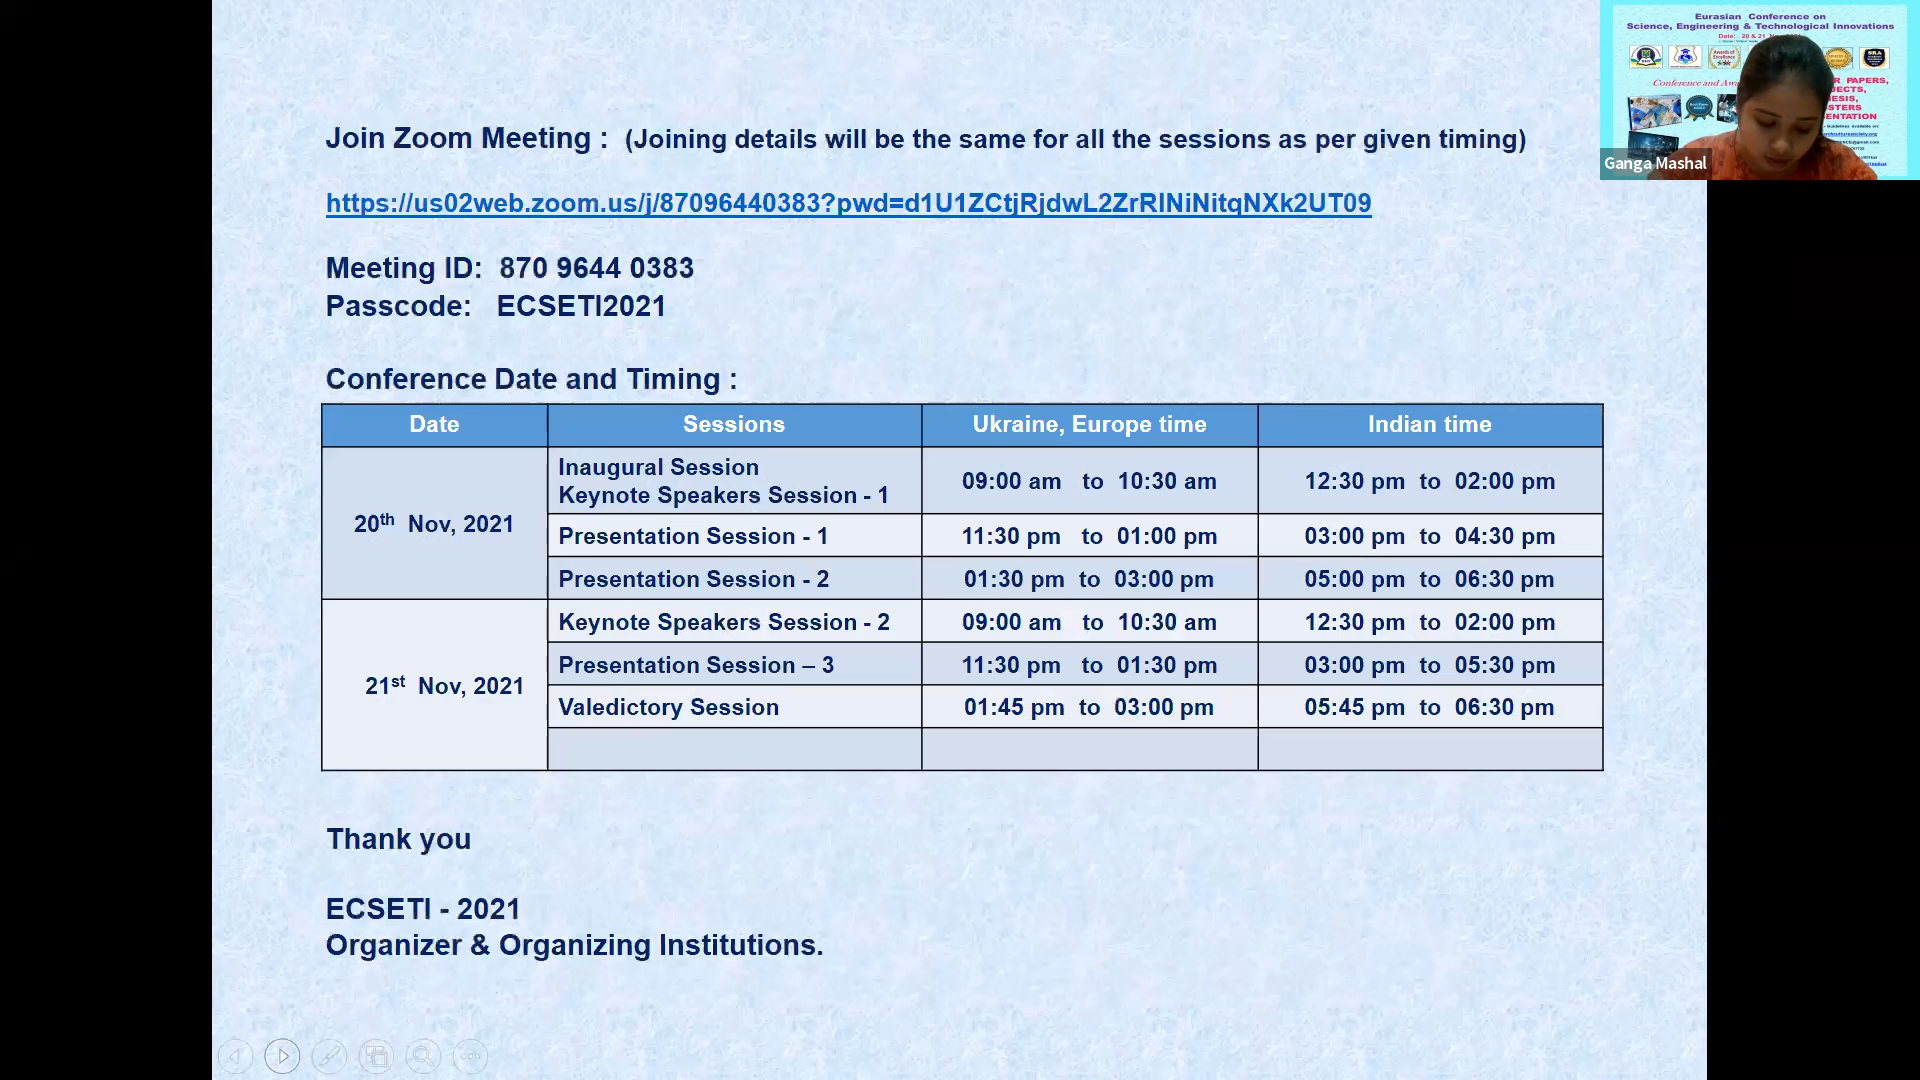 Join Zoom Meeting : (Joining details will be the same for all the sessions as per given timing)
https://us02web.zoom.us/j/87096440383?pwd=d1U1ZCtjRjdwL2ZrRlNiNitqNXk2UT09
Meeting ID: 870 9644 0383
Passcode: ECSETI2021
Conference Date and Timing :
Date Sessions Ukraine, Europe time Indian time
20th Nov, 2021
Inaugural Session
Keynote Speakers Session - 1 09:00 am to 10:30 am 12:30 pm to 02:00 pm
Presentation Session - 1 11:30 pm to 01:00 pm 03:00 pm to 04:30 pm
Presentation Session - 2 01:30 pm to 03:00 pm 05:00 pm to 06:30 pm
21st Nov, 2021
Keynote Speakers Session - 2 09:00 am to 10:30 am 12:30 pm to 02:00 pm
Presentation Session – 3 11:30 pm to 01:30 pm 03:00 pm to 05:30 pm
Valedictory Session 01:45 pm to 03:00 pm 05:45 pm to 06:30 pm
Thank you
ECSETI - 2021
Organizer & Organizing Institutions.
Eurasian Conference on
Science, Engineering & Technological Innovations
Date: 20 & 21
Conference and
PAPERS,
Ganga Mashal